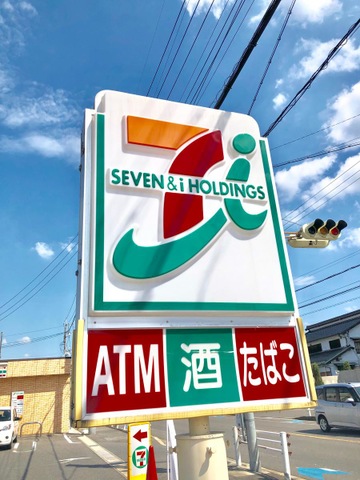 SEVEN & i HOLDINGS
ATM 酒 たばこ